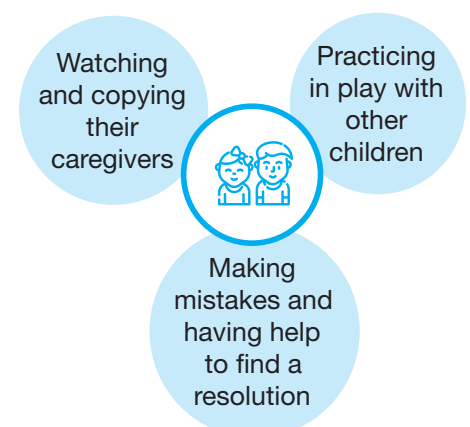 Watching
and copying
their
caregivers
Practicing
in play with
other
children
Making
mistakes and
having help
to find a
resolution